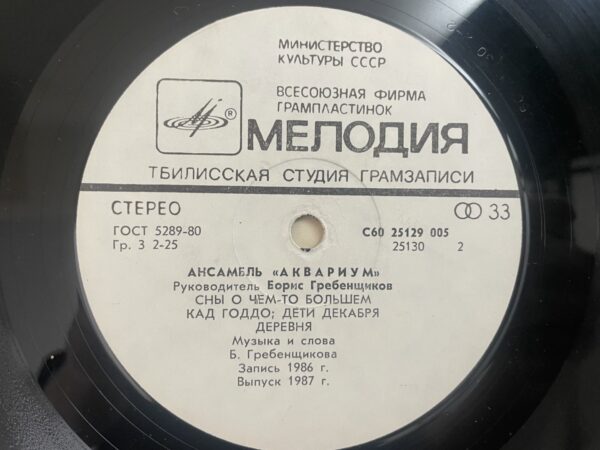 МИНИСТЕРСТВО
КУЛЬТУРЫ СССР
ВСЕСОЮЗНАЯ ФИРМА
ГРАМПЛАСТИНОК
®
МЕЛОДИЯ
ТБИЛИССКАЯ СТУДИЯ ГРАМЗАПИСИ
СТЕРЕО 33
ГОСТ 5289-80 С60 25129 005
Гр. 3 2-25 25130 2
АНСАМБЛЬ «АКВАРИУМ»
Руководитель Борис Гребенщиков
СНЫ О ЧЕМ-ТО БОЛЬШЕМ
КАД ГОДДО; ДЕТИ ДЕКАБРЯ
ДЕРЕВНЯ
Музыка и слова
Б. Гребенщикова
Запись 1986 г.
Выпуск 1987 г.